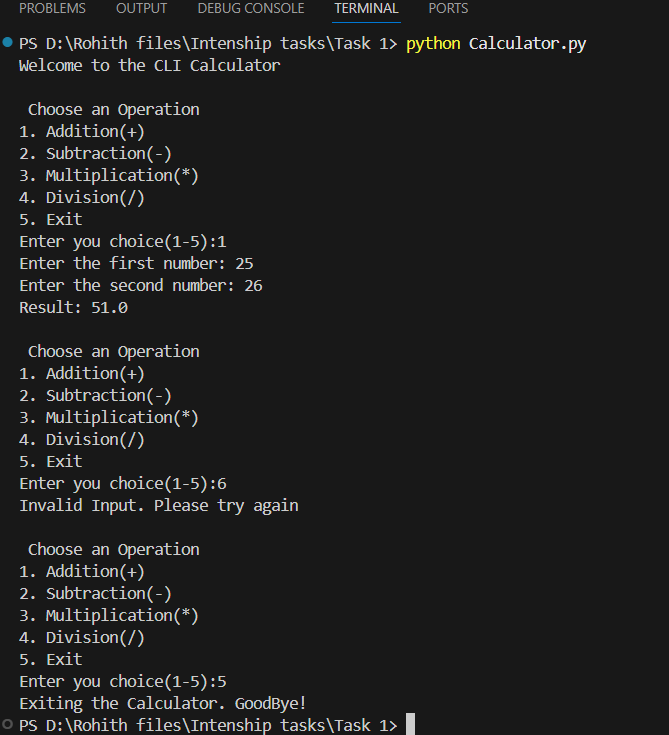 PROBLEMS OUTPUT DEBUG CONSOLE TERMINAL PORTS
PS D:\Rohith files\Intenship tasks\Task 1> python Calculator.py
Welcome to the CLI Calculator
Choose an Operation
1. Addition(+)
2. Subtraction(-)
3. Multiplication(*)
4. Division(/)
5. Exit
Enter you choice(1-5):1
Enter the first number: 25
Enter the second number: 26
Result: 51.0
Choose an Operation
1. Addition(+)
2. Subtraction(-)
3. Multiplication(*)
4. Division(/)
5. Exit
Enter you choice(1-5):6
Invalid Input. Please try again
Choose an Operation
1. Addition(+)
2. Subtraction(-)
3. Multiplication(*)
4. Division(/)
5. Exit
Enter you choice(1-5):5
Exiting the Calculator. GoodBye!
PS D:\Rohith files\Intenship tasks\Task 1>